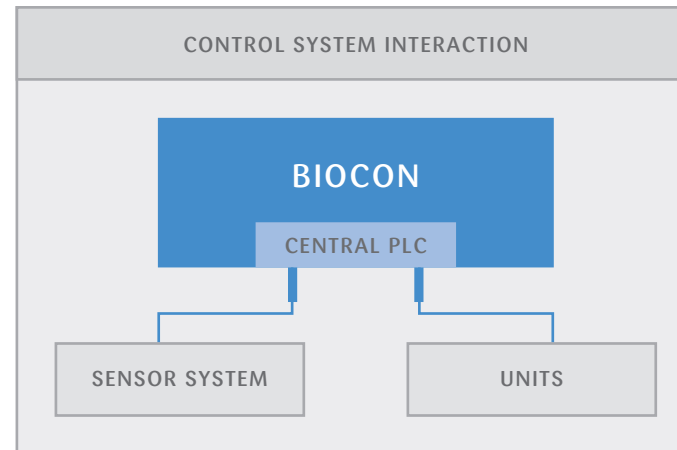 CONTROL SYSTEM INTERACTION
BIOCON
CENTRAL PLC
SENSOR SYSTEM
UNITS